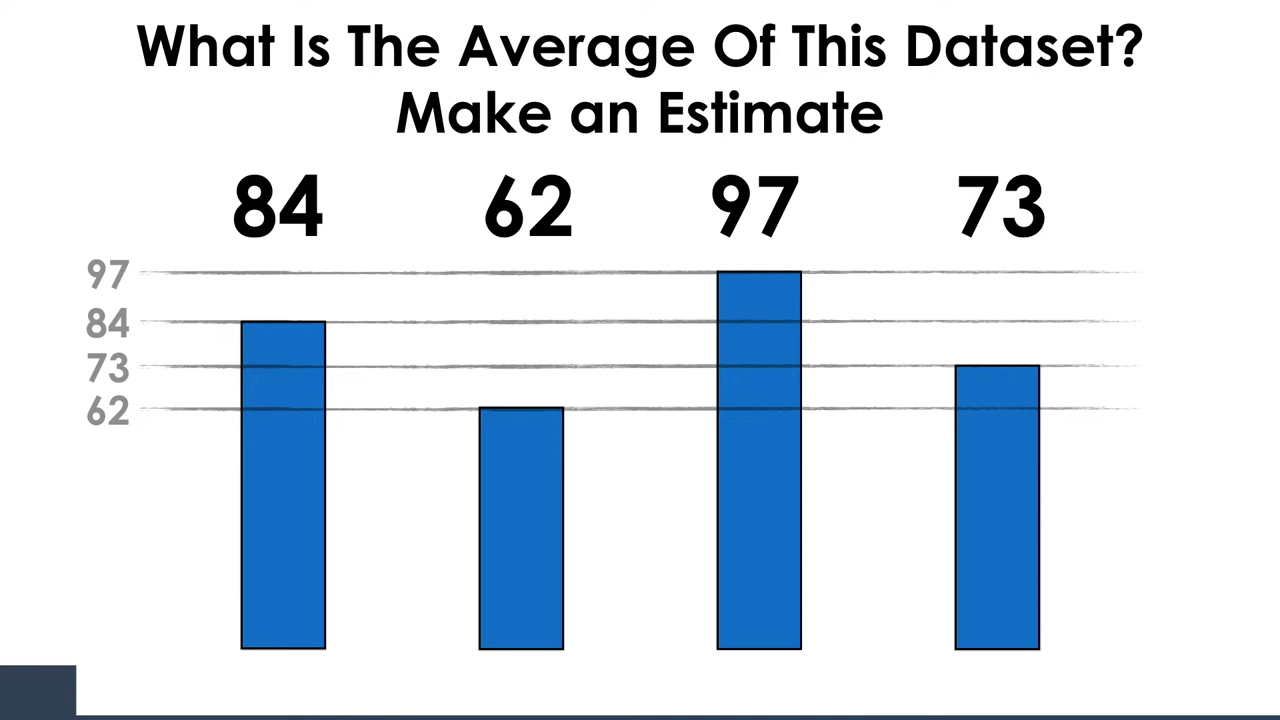 What Is The Average Of This Dataset?
Make an Estimate
84 62 97 73
97
84
73
62